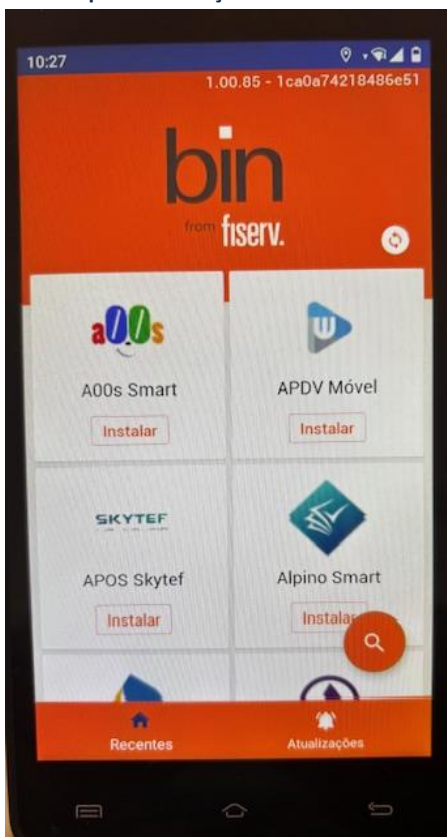 10:27
1.00.85 - 1ca0a74218486e51
bin
from fiserv.
a00s
A00s Smart
Instalar
APDV Móvel
Instalar
SKYTEF
APOS Skytef
Instalar
Alpino Smart
Instalar
Recentes
Atualizações